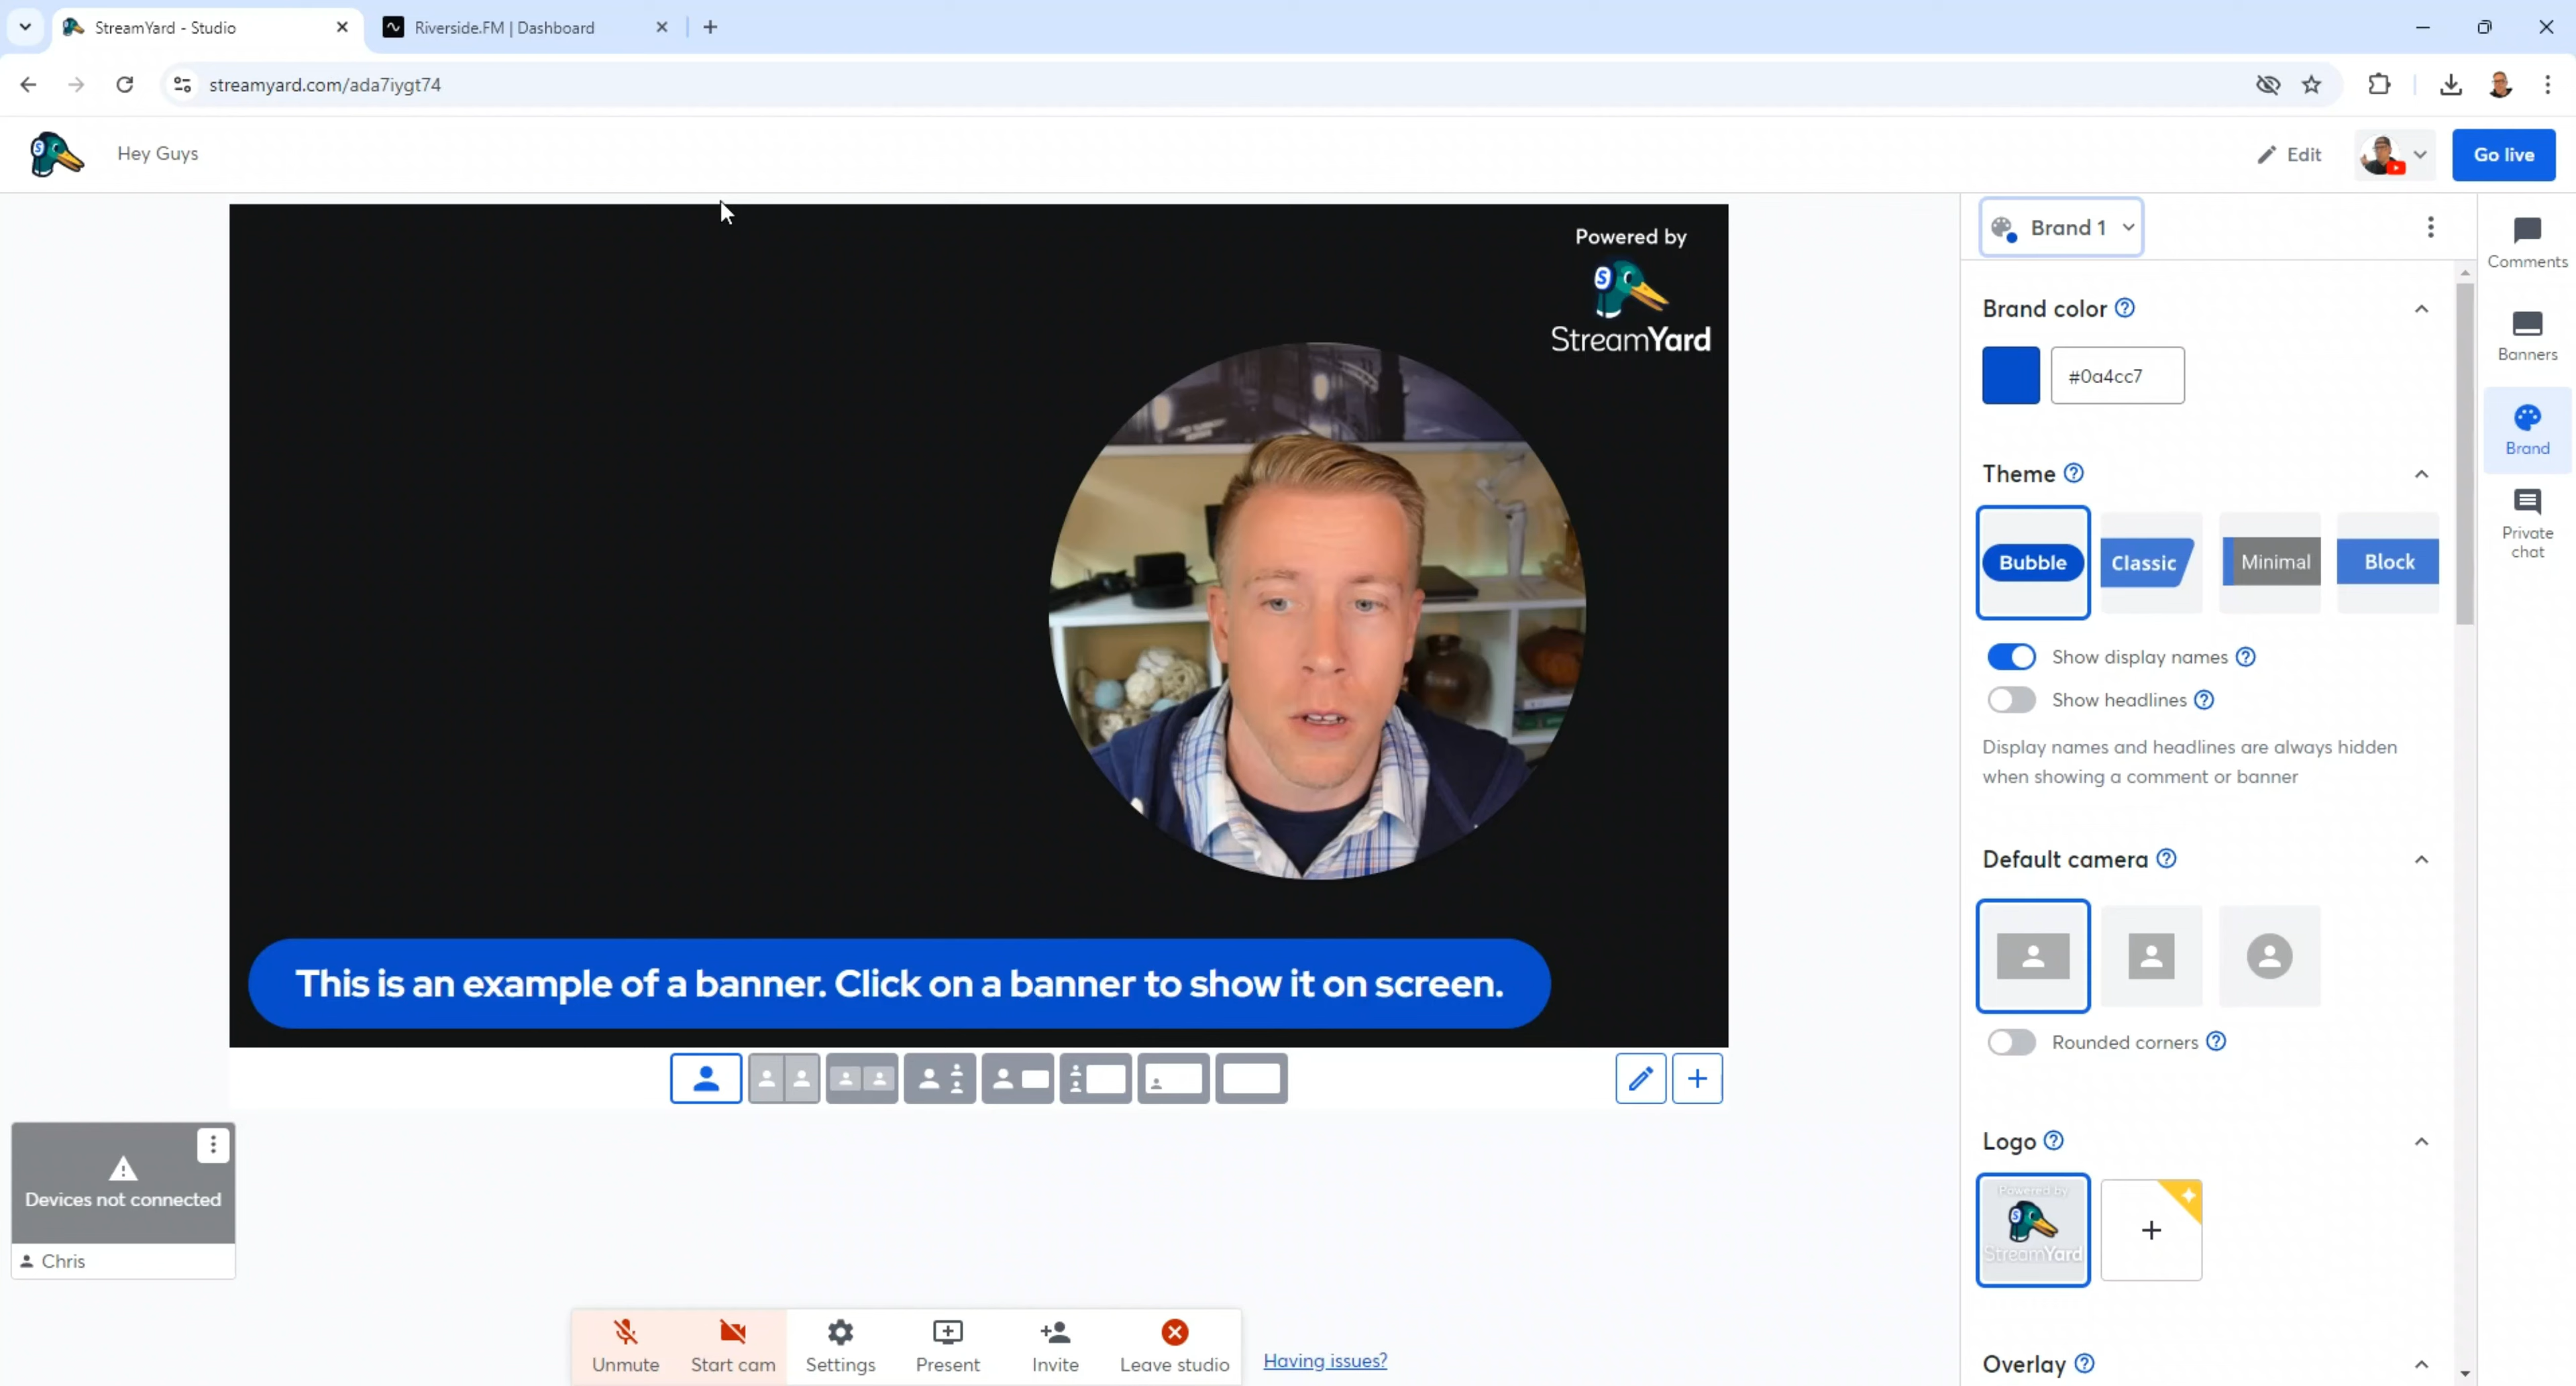 StreamYard - Studio
Riverside.FM | Dashboard
streamyard.com/ada7iygt74
Hey Guys
Edit
Go live
Powered by
StreamYard
This is an example of a banner. Click on a banner to show it on screen.
Devices not connected
Chris
Unmute
Start cam
Settings
Present
Invite
Leave studio
Having issues?
Brand 1
Brand color
#0a4cc7
Theme
Bubble
Classic
Minimal
Block
Show display names
Show headlines
Display names and headlines are always hidden
when showing a comment or banner
Default camera
Rounded corners
Logo
Powered by
StreamYard
Overlay
Comments
Banners
Brand
Private
chat